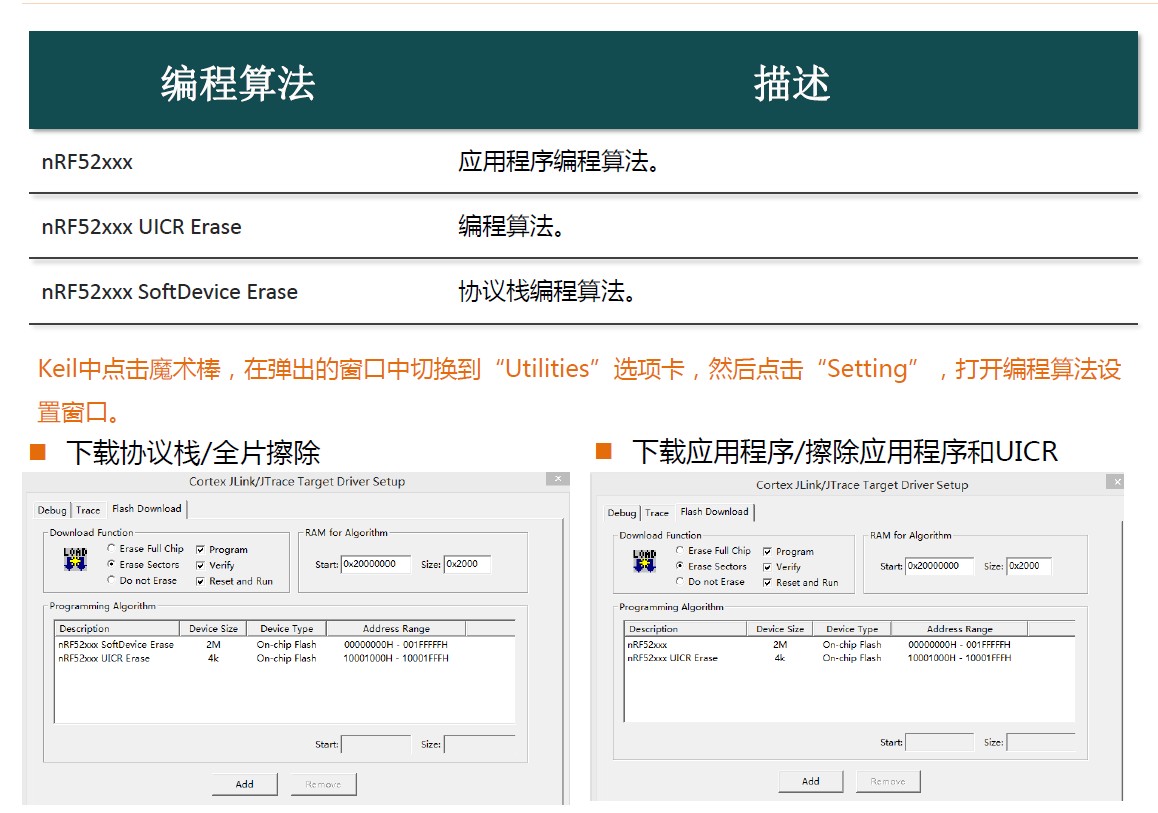 编程算法 描述
nRF52xxx 应用程序编程算法。
nRF52xxx UICR Erase 编程算法。
nRF52xxx SoftDevice Erase 协议栈编程算法。
Keil中点击魔术棒，在弹出的窗口中切换到“Utilities”选项卡，然后点击“Setting”，打开编程算法设
置窗口。
下载协议栈/全片擦除
Cortex JLink/JTrace Target Driver Setup
Debug Trace Flash Download
Download Function RAM for Algorithm
LOAD Erase Full Chip Program
Erase Sectors Verify Start: 0x20000000 Size: 0x2000
Do not Erase Reset and Run
Programming Algorithm
Description Device Size Device Type Address Range
nRF52xxx SoftDevice Erase 2M On-chip Flash 00000000H - 001FFFFFH
nRF52xxx UICR Erase 4k On-chip Flash 10001000H - 10001FFFH
Start: Size:
Add Remove
下载应用程序/擦除应用程序和UICR
Cortex JLink/JTrace Target Driver Setup
Debug Trace Flash Download
Download Function RAM for Algorithm
LOAD Erase Full Chip Program
Erase Sectors Verify Start: 0x20000000 Size: 0x2000
Do not Erase Reset and Run
Programming Algorithm
Description Device Size Device Type Address Range
nRF52xxx 2M On-chip Flash 00000000H - 001FFFFFH
nRF52xxx UICR Erase 4k On-chip Flash 10001000H - 10001FFFH
Start: Size:
Add Remove